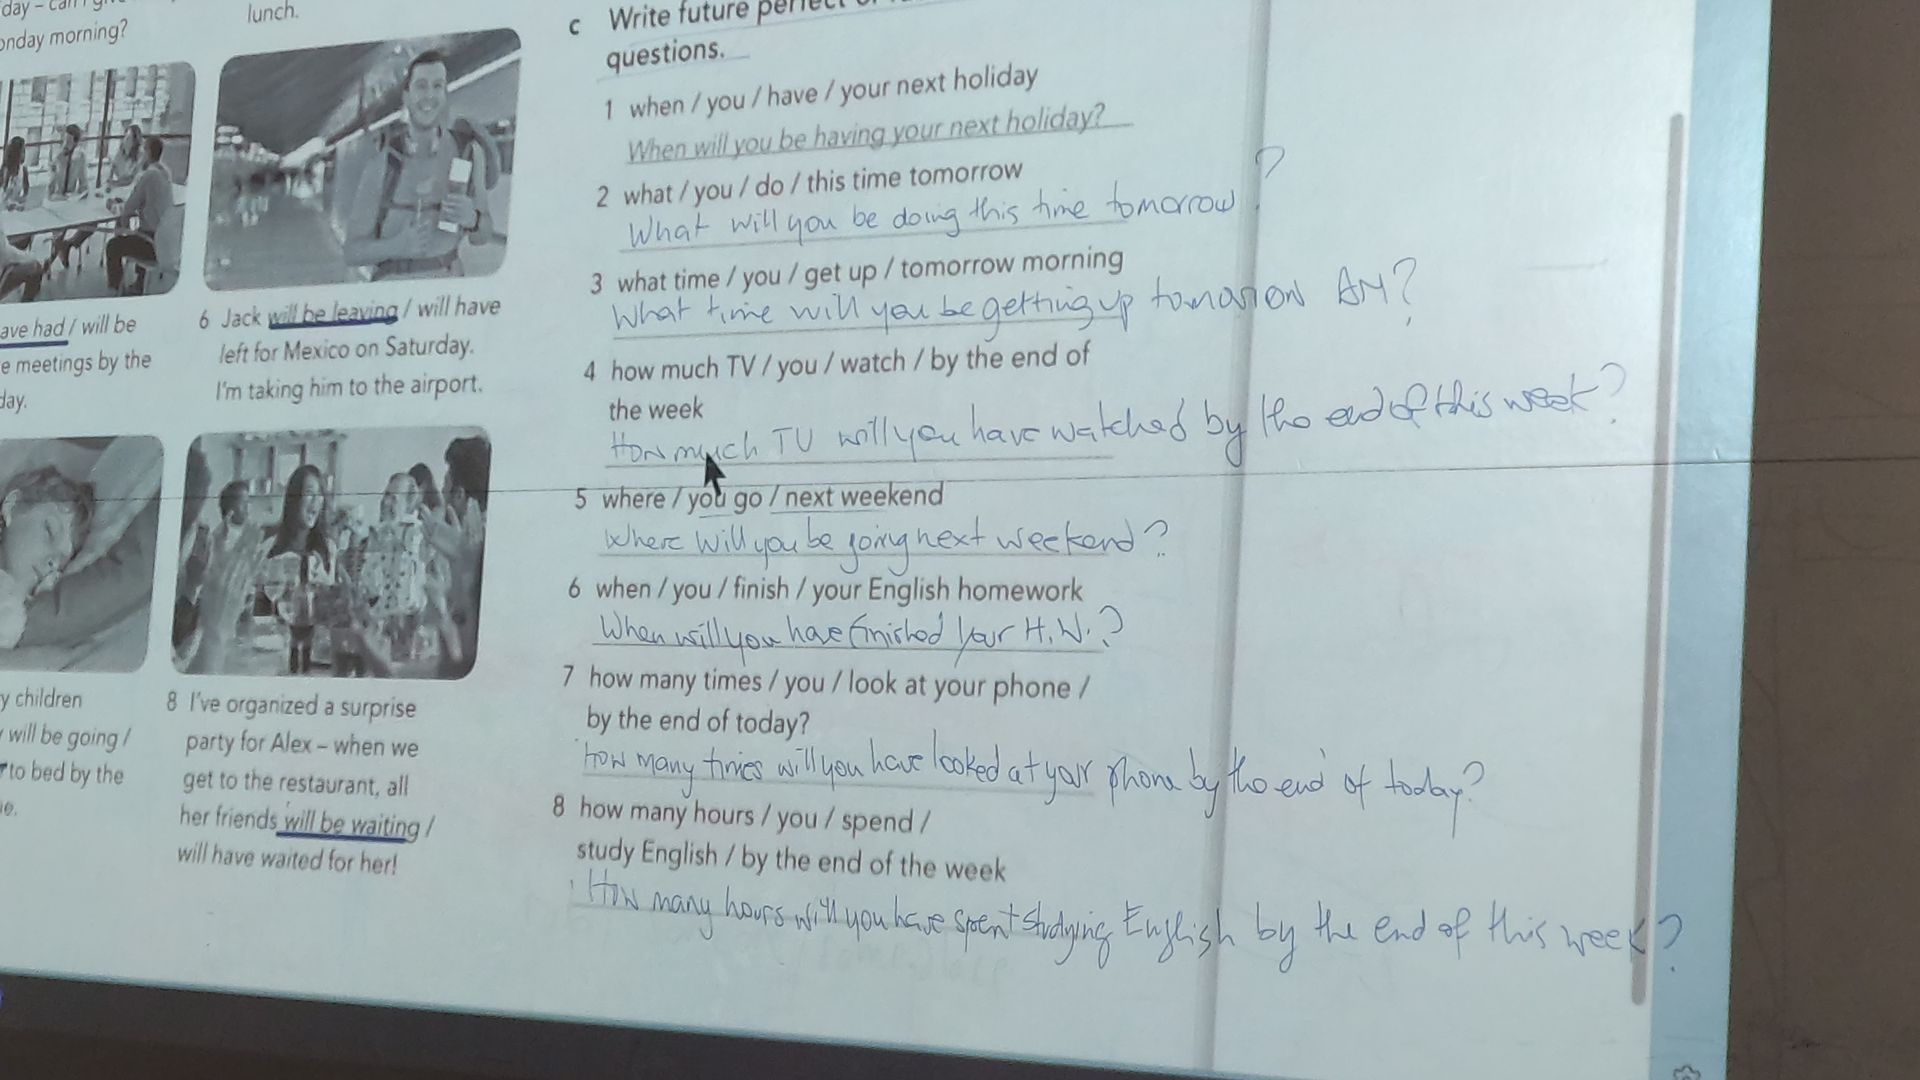 day – can I
onday morning?
lunch.
ave had / will be
e meetings by the
day.
6 Jack will be leaving / will have
left for Mexico on Saturday.
I'm taking him to the airport.
y children
will be going /
to bed by the
8 I've organized a surprise
party for Alex – when we
get to the restaurant, all
her friends will be waiting /
will have waited for her!
c Write future perfect or
questions.
1 when / you / have / your next holiday
When will you be having your next holiday?
2 what / you / do / this time tomorrow
What will you be doing this time tomorrow?
3 what time / you / get up / tomorrow morning
What time will you be getting up AM?
4 how much TV / you / watch / by the end of
the week
How much TV will you have watched by the end of this week?
5 where / you go / next weekend
Where will you be going next weekend?
6 when / you / finish / your English homework
When will you have finished your H.W.?
7 how many times / you / look at your phone /
by the end of today?
How many times will you have looked at your phone by the end of today?
8 how many hours / you / spend /
study English / by the end of the week
How many hours will you have spent studying English by the end of this week?